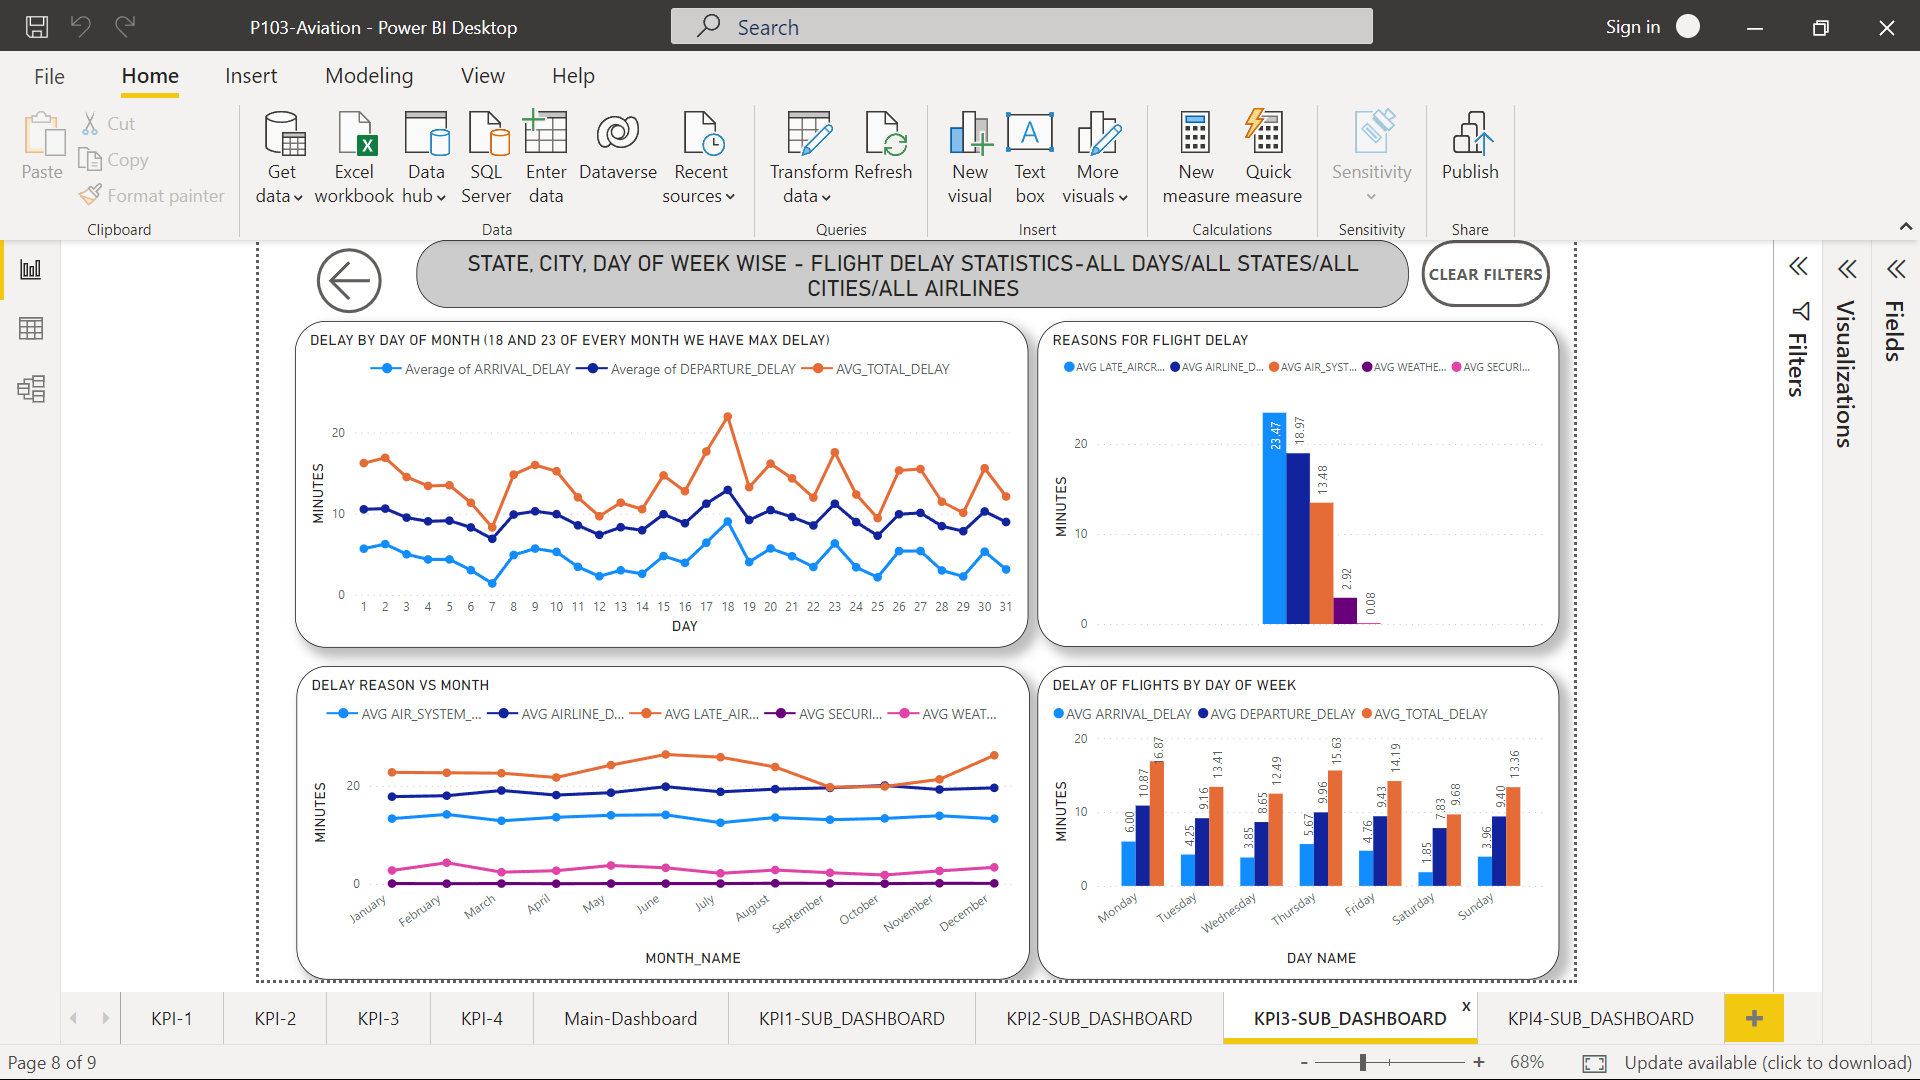 P103-Aviation - Power BI Desktop
Search
Sign in
File Home Insert Modeling View Help
Paste
Cut
Copy
Format painter
Clipboard
Get data
Excel workbook
Data hub
SQL Server
Enter data
Dataverse
Recent sources
Data
Transform data
Refresh
Queries
New visual
Text box
More visuals
Insert
New measure
Quick measure
Calculations
Sensitivity
Sensitivity
Publish
Share
STATE, CITY, DAY OF WEEK WISE - FLIGHT DELAY STATISTICS-ALL DAYS/ALL STATES/ALL
CITIES/ALL AIRLINES
CLEAR FILTERS
Filters
Visualizations
Fields
DELAY BY DAY OF MONTH (18 AND 23 OF EVERY MONTH WE HAVE MAX DELAY)
Average of ARRIVAL_DELAY Average of DEPARTURE_DELAY AVG_TOTAL_DELAY
MINUTES
20
10
0
1 2 3 4 5 6 7 8 9 10 11 12 13 14 15 16 17 18 19 20 21 22 23 24 25 26 27 28 29 30 31
DAY
REASONS FOR FLIGHT DELAY
AVG LATE_AIRCR... AVG AIRLINE_D... AVG AIR_SYST... AVG WEATHE... AVG SECURI...
MINUTES
20
10
0
23.47
18.97
13.48
2.92
0.08
DELAY REASON VS MONTH
AVG AIR_SYSTEM_... AVG AIRLINE_D... AVG LATE_AIR... AVG SECURI... AVG WEAT...
MINUTES
20
0
January February March April May June July August September October November December
MONTH_NAME
DELAY OF FLIGHTS BY DAY OF WEEK
AVG ARRIVAL_DELAY AVG DEPARTURE_DELAY AVG_TOTAL_DELAY
MINUTES
20
10
0
6.00 10.87 16.87
4.25 9.16 13.41
3.85 8.65 12.49
5.67 9.96 15.63
4.76 9.43 14.19
1.85 7.83 9.68
3.96 9.40 13.36
Monday Tuesday Wednesday Thursday Friday Saturday Sunday
DAY NAME
KPI-1 KPI-2 KPI-3 KPI-4 Main-Dashboard KPI1-SUB_DASHBOARD KPI2-SUB_DASHBOARD KPI3-SUB_DASHBOARD x KPI4-SUB_DASHBOARD +
Page 8 of 9
- + 68%
Update available (click to download)